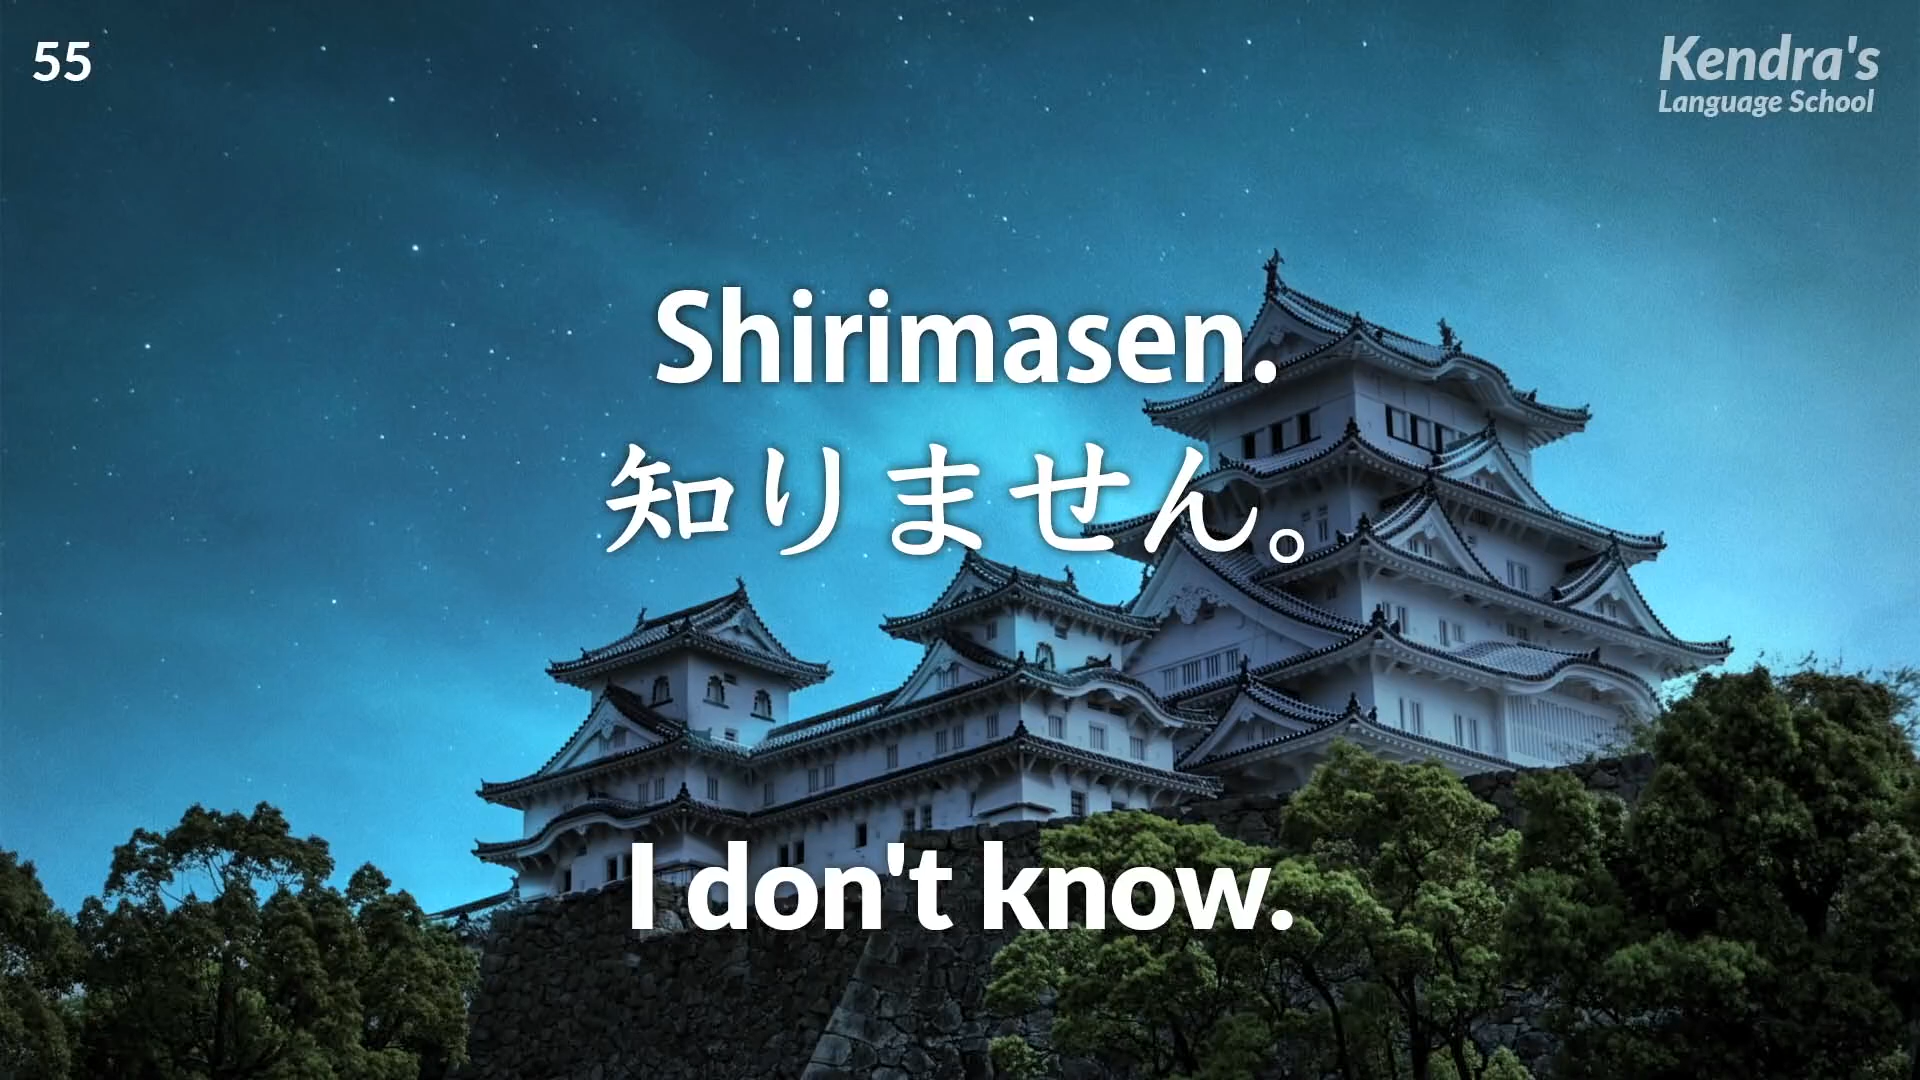 55
Kendra's
Language School
Shirimasen.
知りません。
I don't know.